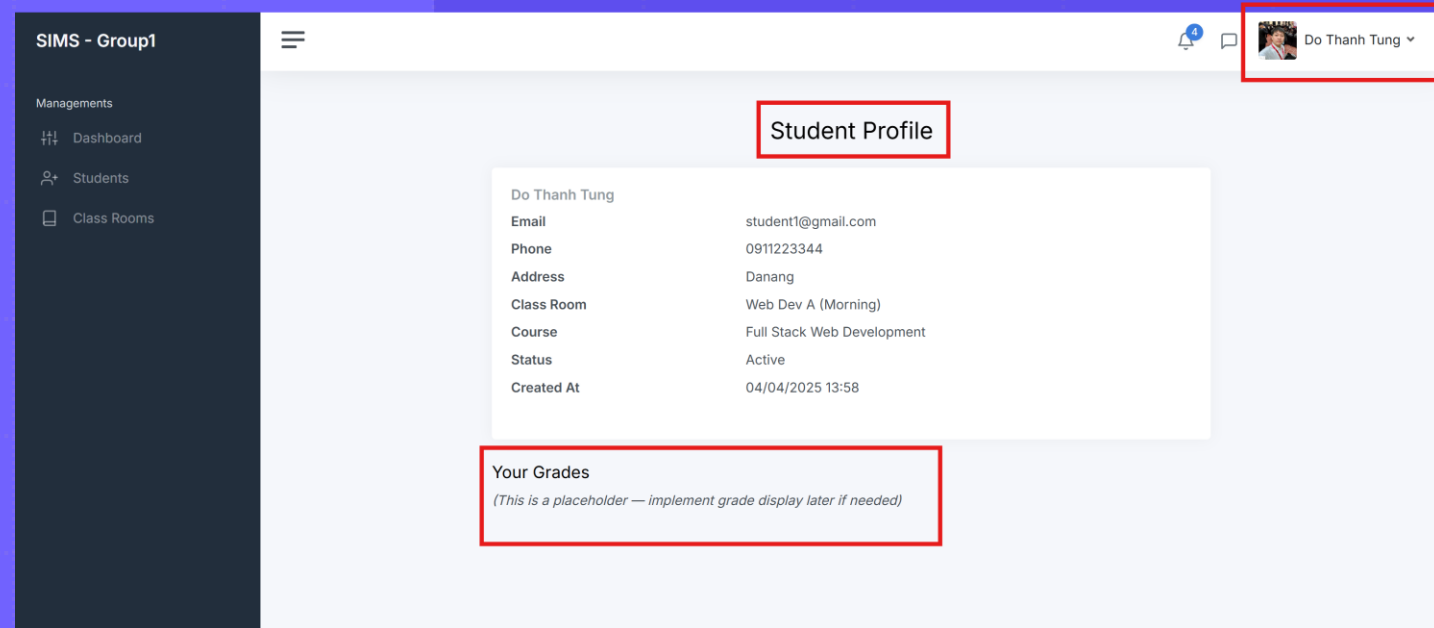 SIMS - Group1
4
Do Thanh Tung
Managements
Dashboard
Students
Class Rooms
Student Profile
Do Thanh Tung
Email student1@gmail.com
Phone 0911223344
Address Danang
Class Room Web Dev A (Morning)
Course Full Stack Web Development
Status Active
Created At 04/04/2025 13:58
Your Grades
(This is a placeholder — implement grade display later if needed)